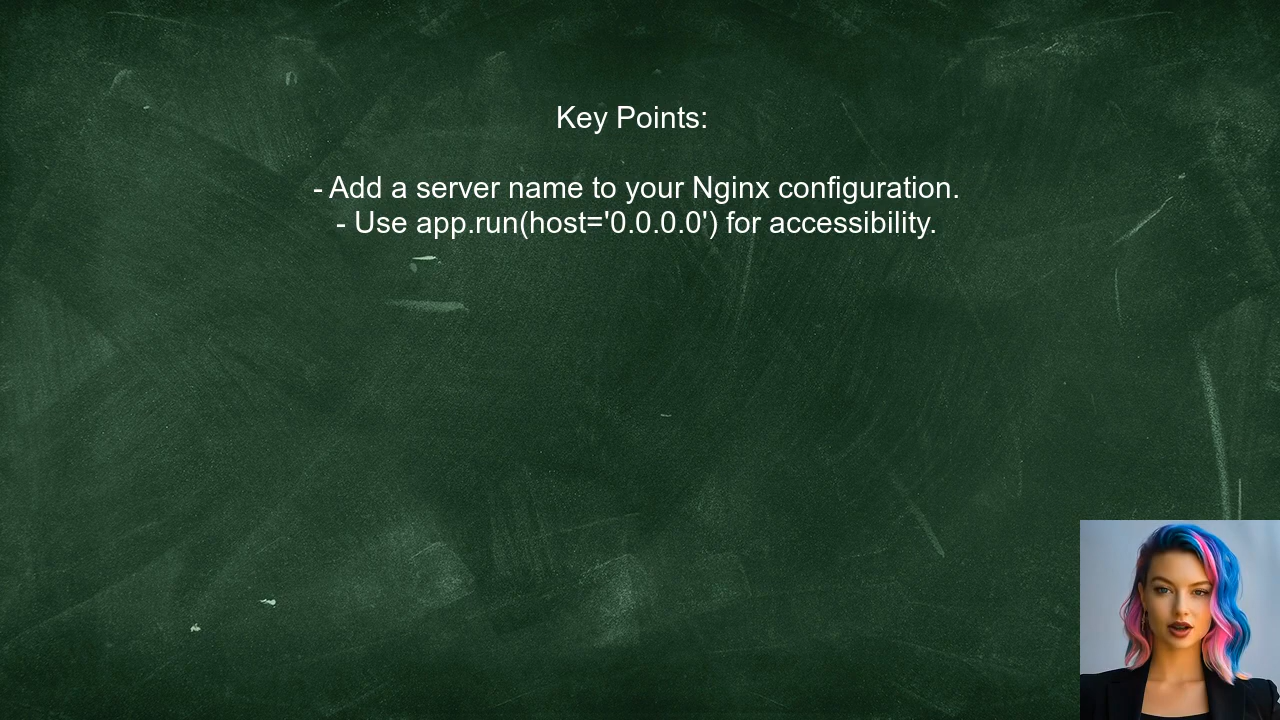 Key Points:
- Add a server name to your Nginx configuration.
- Use app.run(host='0.0.0.0') for accessibility.